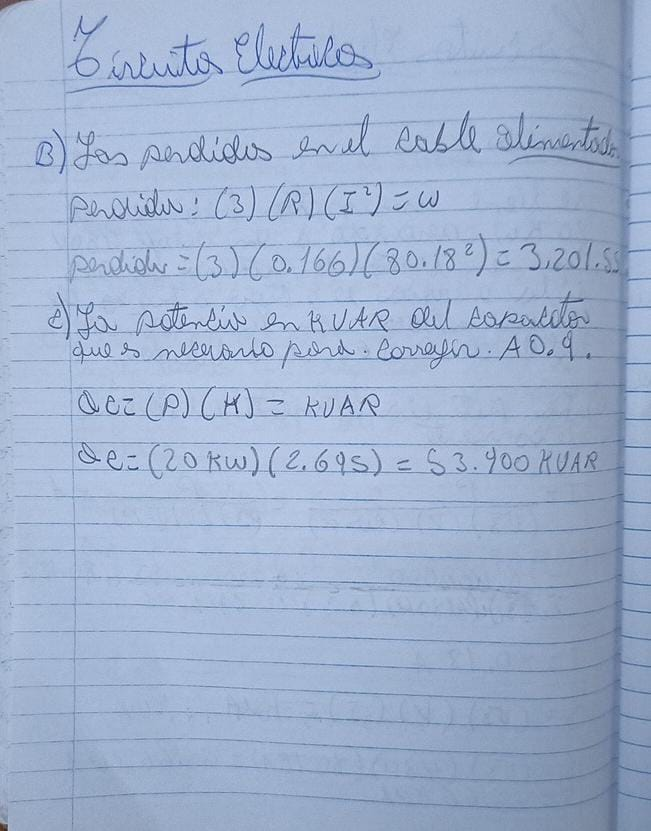 Circuitos Electricos
B) Las perdidas en el cable alimentador.
Perdidas: (3) (R) (I²) = W
perdidas = (3) (0.166) (80.18²) = 3.201.55
C) La potencia en KVAR del capacitor
que es necesario para. corregir. A 0.9.
Qc = (P) (K) = KVAR
Qc = (20 KW) (2.695) = 53.900 KVAR